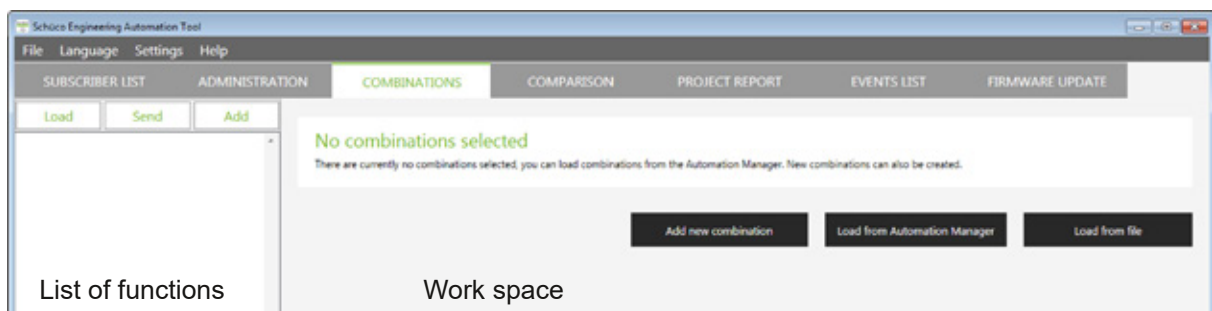 Schüco Engineering Automation Tool
File Language Settings Help
SUBSCRIBER LIST ADMINISTRATION COMBINATIONS COMPARISON PROJECT REPORT EVENTS LIST FIRMWARE UPDATE
Load Send Add
No combinations selected
There are currently no combinations selected, you can load combinations from the Automation Manager. New combinations can also be created.
Add new combination Load from Automation Manager Load from file
List of functions Work space